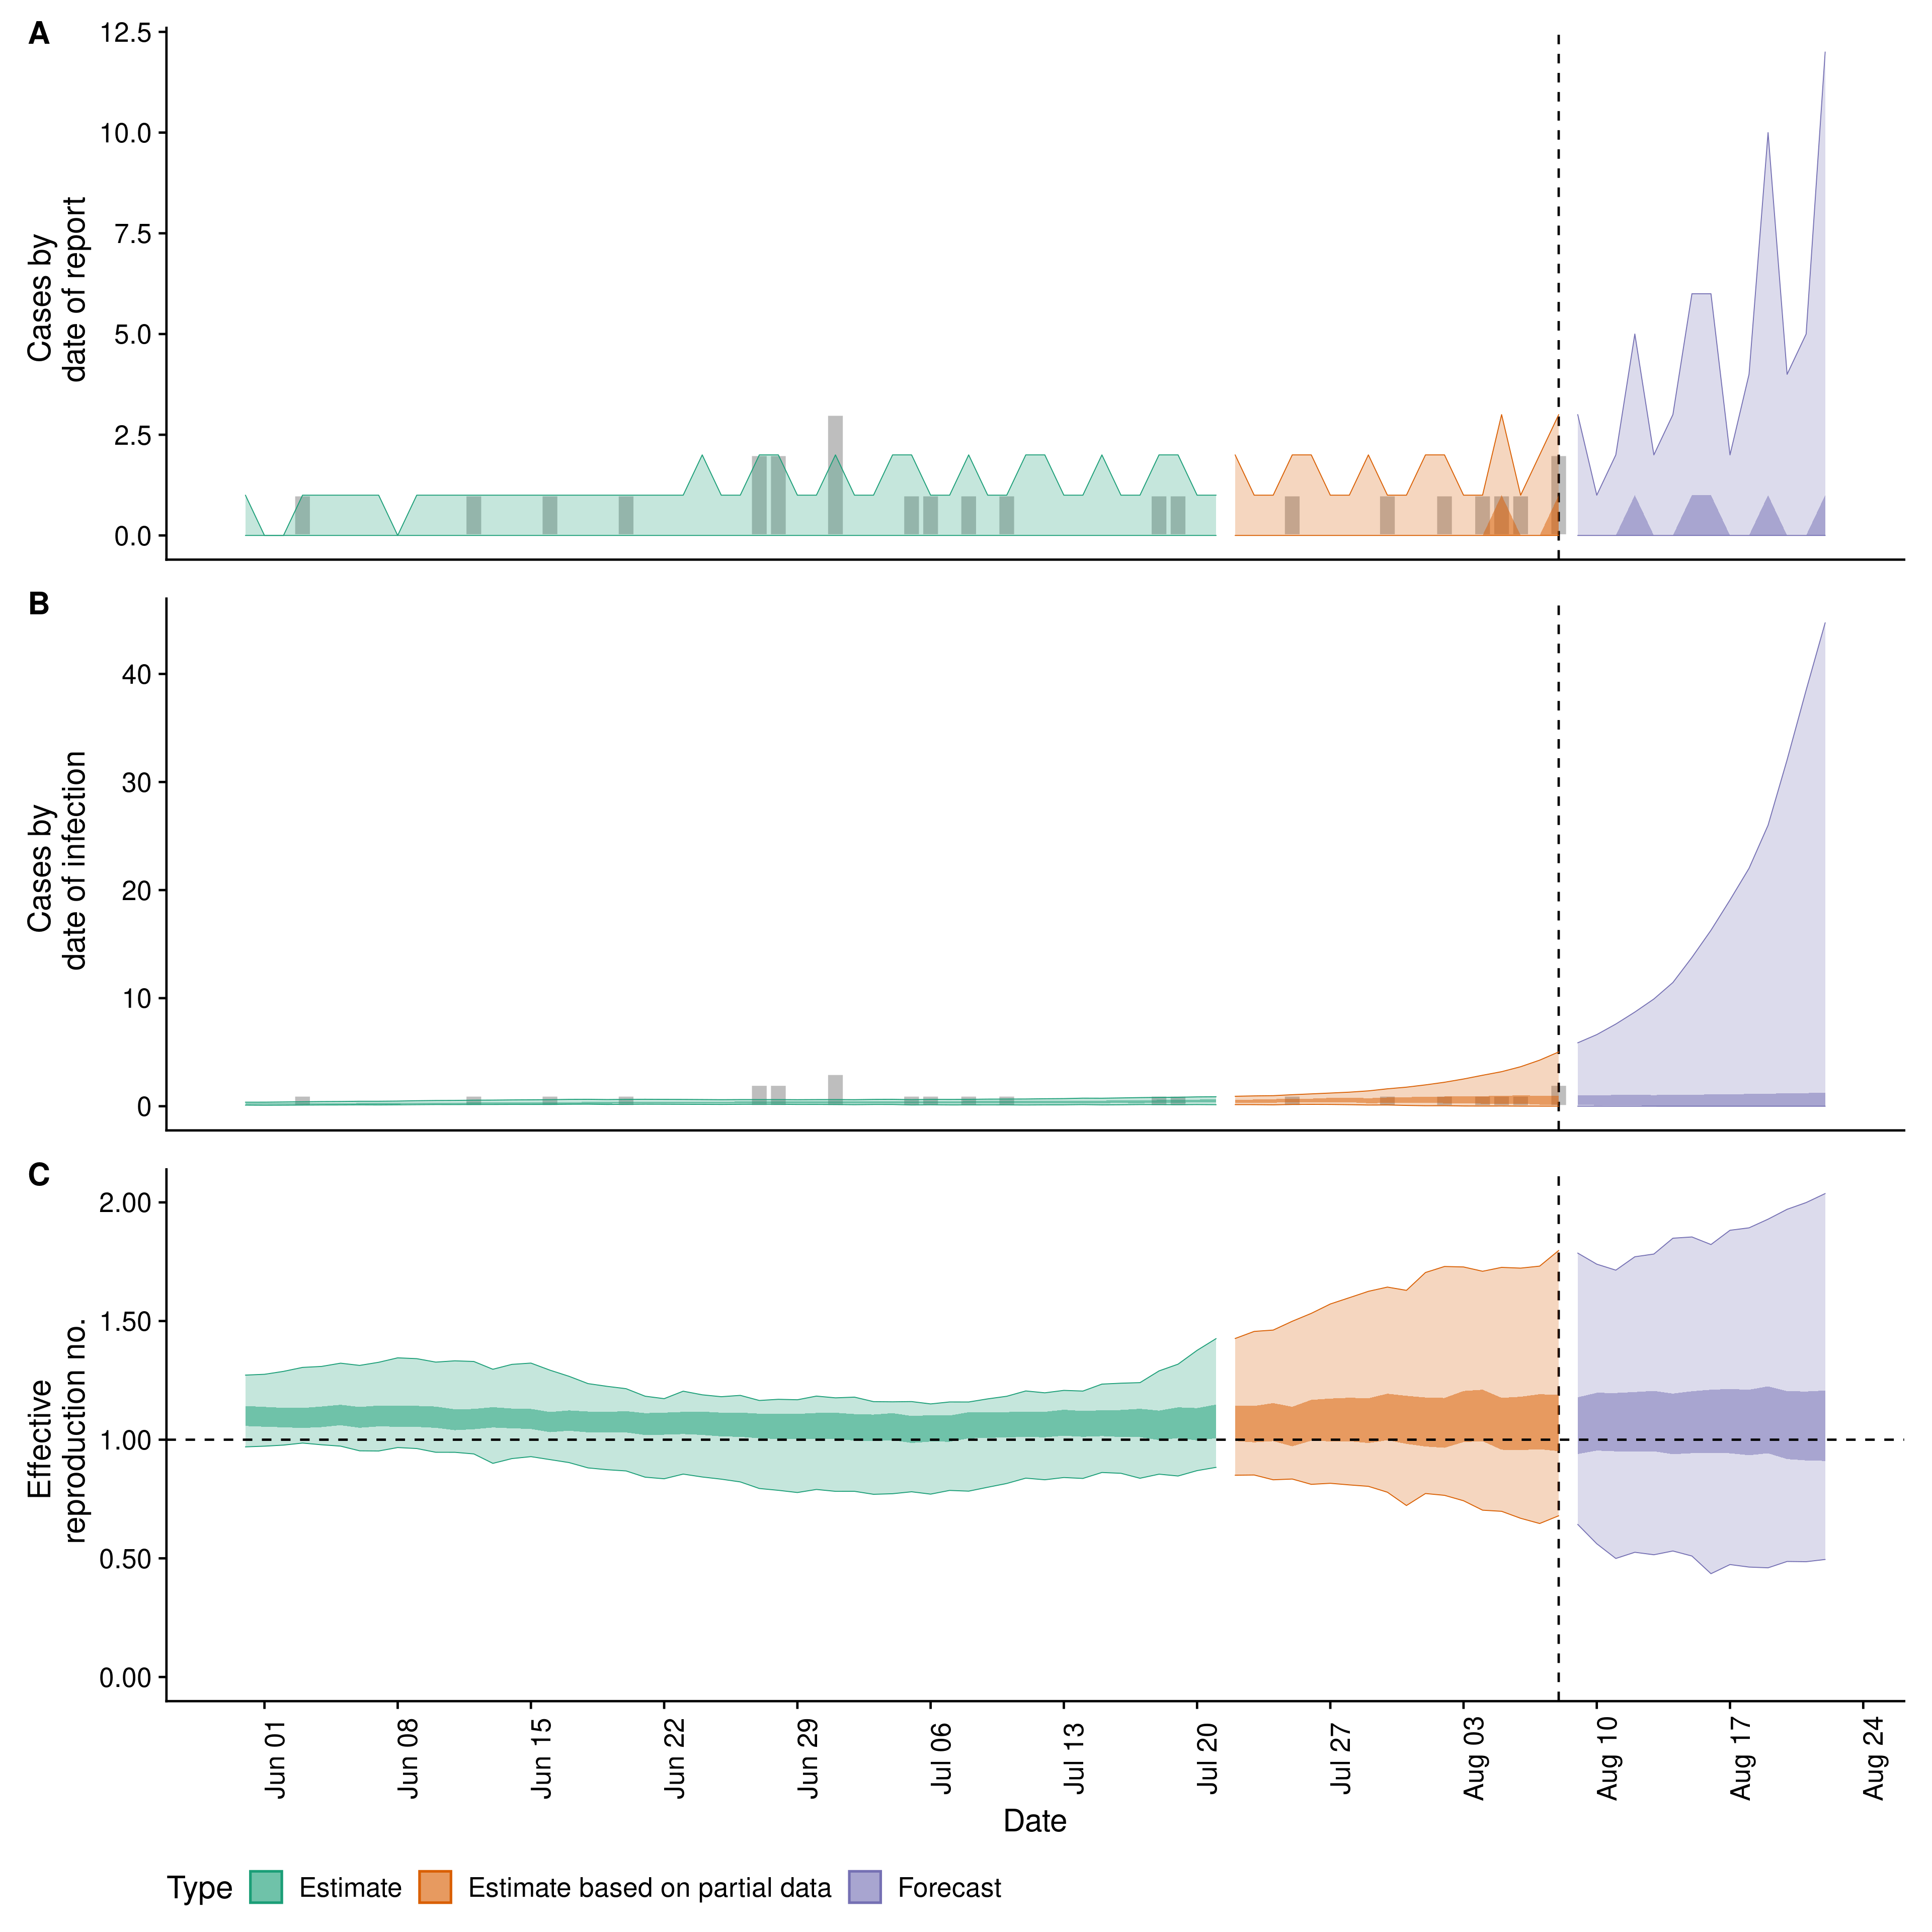 A
Cases by
date of report
12.5
10.0
7.5
5.0
2.5
0.0
B
Cases by
date of infection
40
30
20
10
0
C
Effective
reproduction no.
2.00
1.50
1.00
0.50
0.00
Jun 01
Jun 08
Jun 15
Jun 22
Jun 29
Jul 06
Jul 13
Jul 20
Jul 27
Aug 03
Aug 10
Aug 17
Aug 24
Date
Type Estimate Estimate based on partial data Forecast